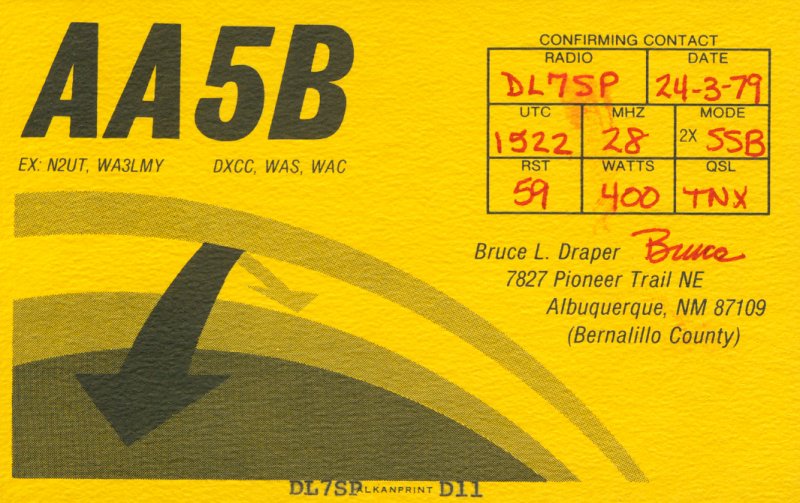 AA5B
EX: N2UT, WA3LMY DXCC, WAS, WAC
CONFIRMING CONTACT
RADIO DATE
DL7SP 24-3-79
UTC MHZ MODE
1522 28 2X SSB
RST WATTS QSL
59 400 TNX
Bruce L. Draper Bruce
7827 Pioneer Trail NE
Albuquerque, NM 87109
(Bernalillo County)
DL7SP ALKANPRINT D11